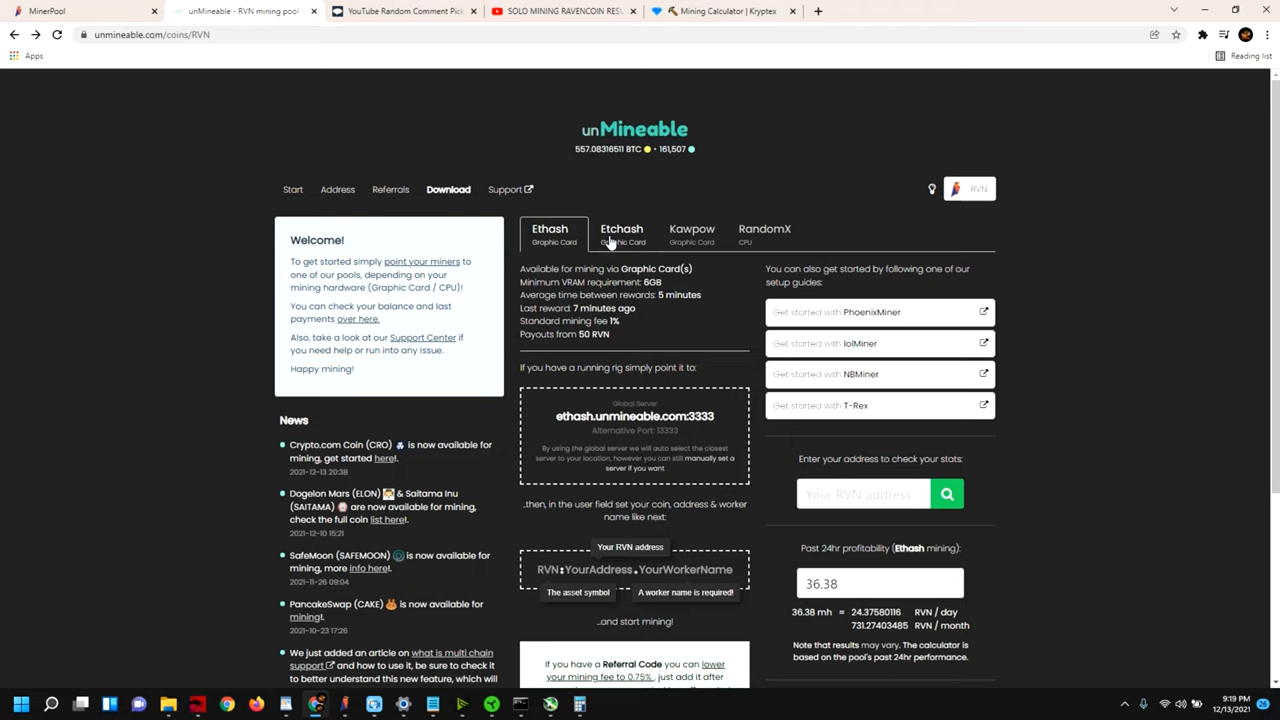 MinerPool
unMineable - RVN mining pool
YouTube Random Comment Pick
SOLO MINING RAVENCOIN RESU
Mining Calculator | Kryptex
unmineable.com/coins/RVN
Apps
Reading list
unMineable
557.08316511 BTC • 161,507
Start
Address
Referrals
Download
Support
RVN
Welcome!
To get started simply point your miners to
one of our pools, depending on your
mining hardware (Graphic Card / CPU)!
You can check your balance and last
payments over here.
Also, take a look at our Support Center if
you need help or run into any issue.
Happy mining!
News
Crypto.com Coin (CRO) is now available for
mining, get started here!.
2021-12-13 20:38
Dogelon Mars (ELON) & Saitama Inu
(SAITAMA) are now available for mining,
check the full coin list here!.
2021-12-10 15:21
SafeMoon (SAFEMOON) is now available for
mining, more info here!.
2021-11-26 09:04
PancakeSwap (CAKE) is now available for
mining!.
2021-10-23 17:26
We just added an article on what is multi chain
support and how to use it, be sure to check it
to better understand this new feature, which will
Ethash
Graphic Card
Etchash
Graphic Card
Kawpow
Graphic Card
RandomX
CPU
Available for mining via Graphic Card(s)
Minimum VRAM requirement: 6GB
Average time between rewards: 5 minutes
Last reward: 7 minutes ago
Standard mining fee 1%
Payouts from 50 RVN
If you have a running rig simply point it to:
Global Server
ethash.unmineable.com:3333
Alternative Port: 13333
By using the global server we will auto select the closest
server to your location, however you can still manually set a
server if you want
..then, in the user field set your coin, address & worker
name like next:
Your RVN address
RVN:YourAddress.YourWorkerName
The asset symbol
A worker name is required!
...and start mining!
If you have a Referral Code you can lower
your mining fee to 0.75% , just add it after
You can also get started by following one of our
setup guides:
Get started with PhoenixMiner
Get started with lolMiner
Get started with NBMiner
Get started with T-Rex
Enter your address to check your stats:
Your RVN address
Past 24hr profitability (Ethash mining):
36.38
36.38 mh = 24.37580116 RVN / day
731.27403485 RVN / month
Note that results may vary. The calculator is
based on the pool's past 24hr performance.
9:19 PM
12/13/2021
26